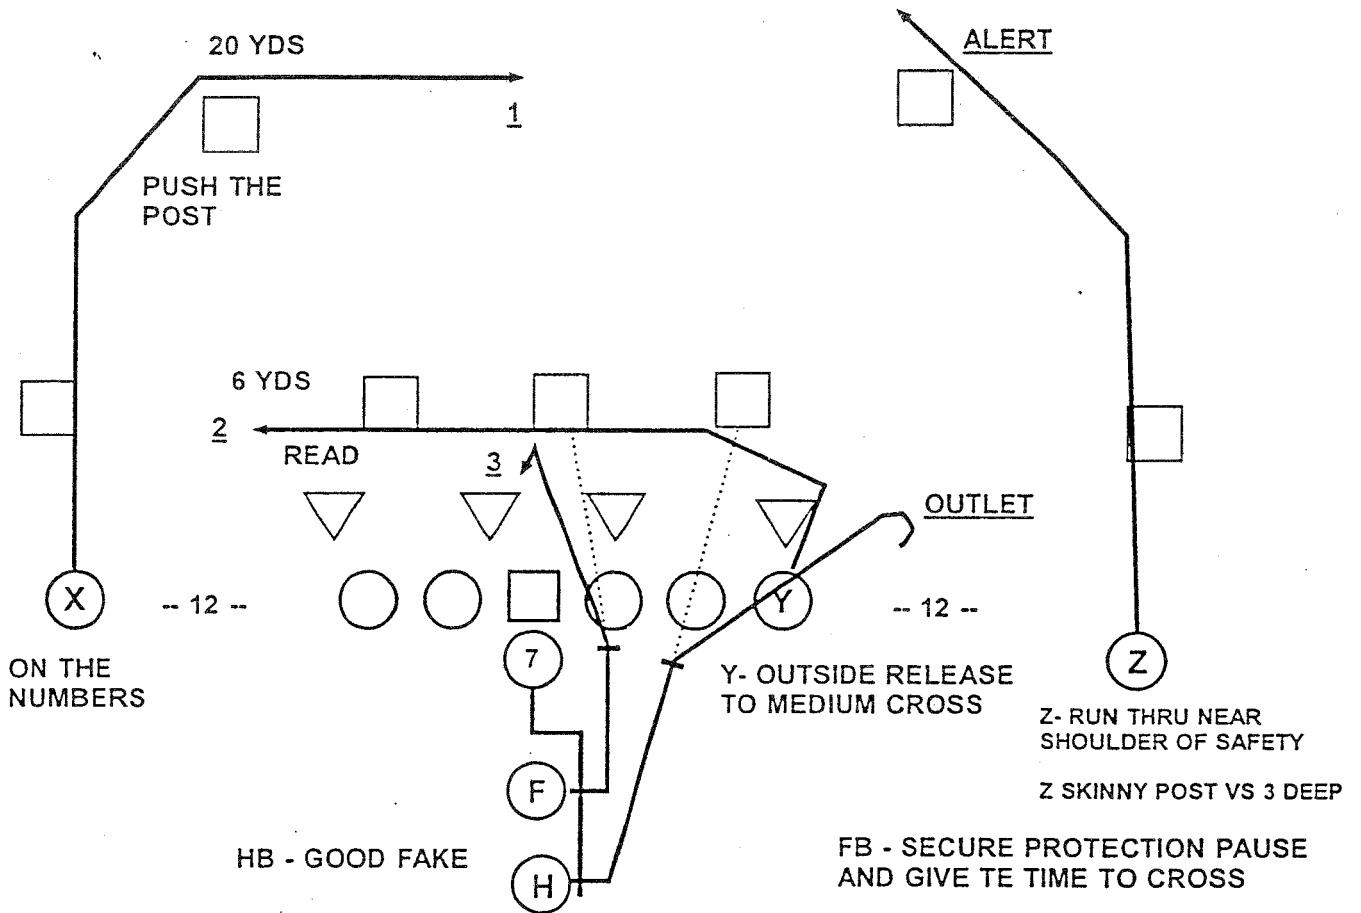 20 YDS
ALERT
1
PUSH THE
POST
6 YDS
2
READ
3
OUTLET
X
-- 12 --
Y
-- 12 --
7
Z
ON THE
NUMBERS
Y- OUTSIDE RELEASE
TO MEDIUM CROSS
Z- RUN THRU NEAR
SHOULDER OF SAFETY
F
Z SKINNY POST VS 3 DEEP
HB - GOOD FAKE
H
FB - SECURE PROTECTION PAUSE
AND GIVE TE TIME TO CROSS